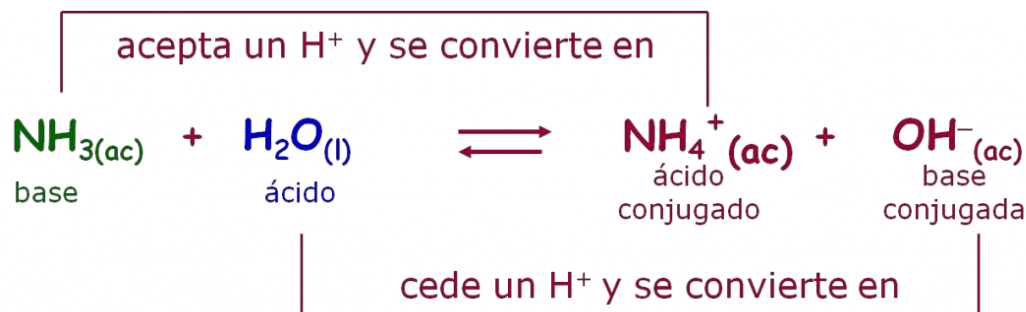 acepta un H⁺ y se convierte en
NH₃(ac) + H₂O(l) ⇌ NH₄⁺(ac) + OH⁻(ac)
base ácido ácido conjugado base conjugada
cede un H⁺ y se convierte en